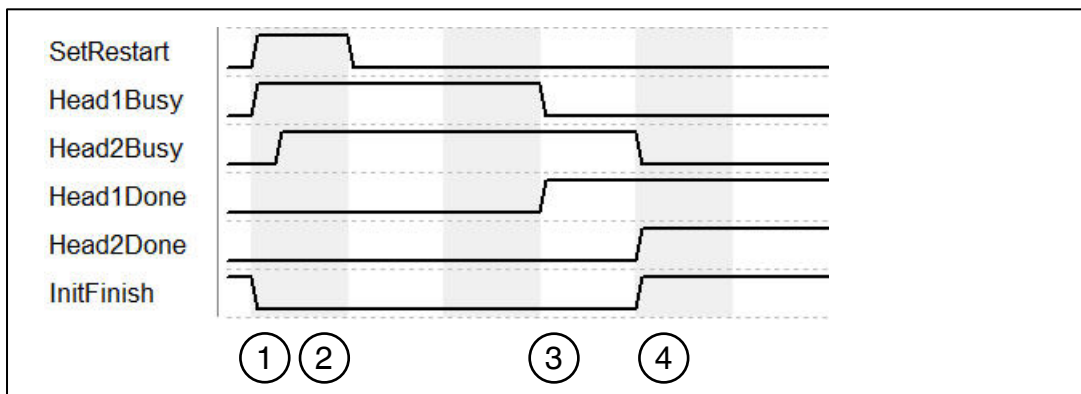 SetRestart
Head1Busy
Head2Busy
Head1Done
Head2Done
InitFinish
1 2 3 4